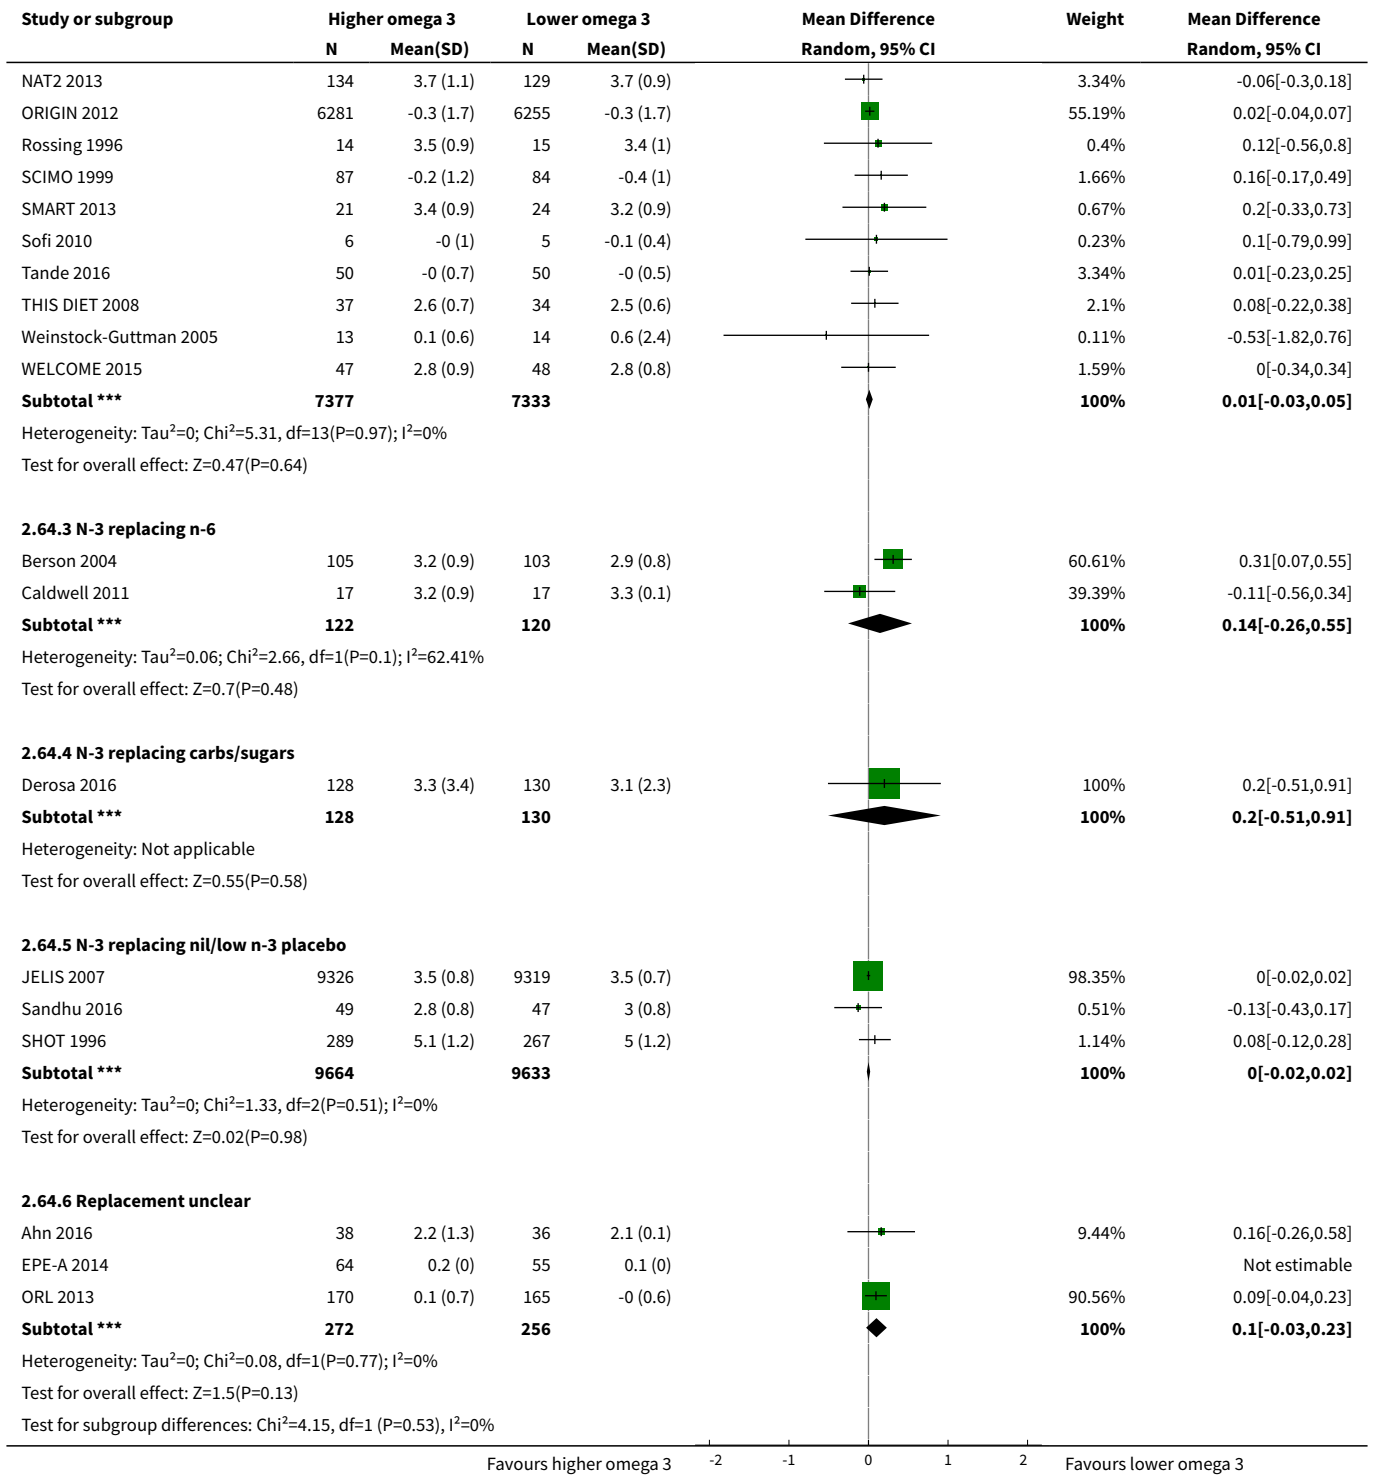 Study or subgroup Higher omega 3 Lower omega 3 Mean Difference Weight Mean Difference
N Mean(SD) N Mean(SD) Random, 95% CI Random, 95% CI
NAT2 2013 134 3.7 (1.1) 129 3.7 (0.9) 3.34% -0.06[-0.3,0.18]
ORIGIN 2012 6281 -0.3 (1.7) 6255 -0.3 (1.7) 55.19% 0.02[-0.04,0.07]
Rossing 1996 14 3.5 (0.9) 15 3.4 (1) 0.4% 0.12[-0.56,0.8]
SCIMO 1999 87 -0.2 (1.2) 84 -0.4 (1) 1.66% 0.16[-0.17,0.49]
SMART 2013 21 3.4 (0.9) 24 3.2 (0.9) 0.67% 0.2[-0.33,0.73]
Sofi 2010 6 -0 (1) 5 -0.1 (0.4) 0.23% 0.1[-0.79,0.99]
Tande 2016 50 -0 (0.7) 50 -0 (0.5) 3.34% 0.01[-0.23,0.25]
THIS DIET 2008 37 2.6 (0.7) 34 2.5 (0.6) 2.1% 0.08[-0.22,0.38]
Weinstock-Guttman 2005 13 0.1 (0.6) 14 0.6 (2.4) 0.11% -0.53[-1.82,0.76]
WELCOME 2015 47 2.8 (0.9) 48 2.8 (0.8) 1.59% 0[-0.34,0.34]
Subtotal *** 7377 7333 100% 0.01[-0.03,0.05]
Heterogeneity: Tau²=0; Chi²=5.31, df=13(P=0.97); I²=0%
Test for overall effect: Z=0.47(P=0.64)
2.64.3 N-3 replacing n-6
Berson 2004 105 3.2 (0.9) 103 2.9 (0.8) 60.61% 0.31[0.07,0.55]
Caldwell 2011 17 3.2 (0.9) 17 3.3 (0.1) 39.39% -0.11[-0.56,0.34]
Subtotal *** 122 120 100% 0.14[-0.26,0.55]
Heterogeneity: Tau²=0.06; Chi²=2.66, df=1(P=0.1); I²=62.41%
Test for overall effect: Z=0.7(P=0.48)
2.64.4 N-3 replacing carbs/sugars
Derosa 2016 128 3.3 (3.4) 130 3.1 (2.3) 100% 0.2[-0.51,0.91]
Subtotal *** 128 130 100% 0.2[-0.51,0.91]
Heterogeneity: Not applicable
Test for overall effect: Z=0.55(P=0.58)
2.64.5 N-3 replacing nil/low n-3 placebo
JELIS 2007 9326 3.5 (0.8) 9319 3.5 (0.7) 98.35% 0[-0.02,0.02]
Sandhu 2016 49 2.8 (0.8) 47 3 (0.8) 0.51% -0.13[-0.43,0.17]
SHOT 1996 289 5.1 (1.2) 267 5 (1.2) 1.14% 0.08[-0.12,0.28]
Subtotal *** 9664 9633 100% 0[-0.02,0.02]
Heterogeneity: Tau²=0; Chi²=1.33, df=2(P=0.51); I²=0%
Test for overall effect: Z=0.02(P=0.98)
2.64.6 Replacement unclear
Ahn 2016 38 2.2 (1.3) 36 2.1 (0.1) 9.44% 0.16[-0.26,0.58]
EPE-A 2014 64 0.2 (0) 55 0.1 (0) Not estimable
ORL 2013 170 0.1 (0.7) 165 -0 (0.6) 90.56% 0.09[-0.04,0.23]
Subtotal *** 272 256 100% 0.1[-0.03,0.23]
Heterogeneity: Tau²=0; Chi²=0.08, df=1(P=0.77); I²=0%
Test for overall effect: Z=1.5(P=0.13)
Test for subgroup differences: Chi²=4.15, df=1 (P=0.53), I²=0%
Favours higher omega 3 -2 -1 0 1 2 Favours lower omega 3